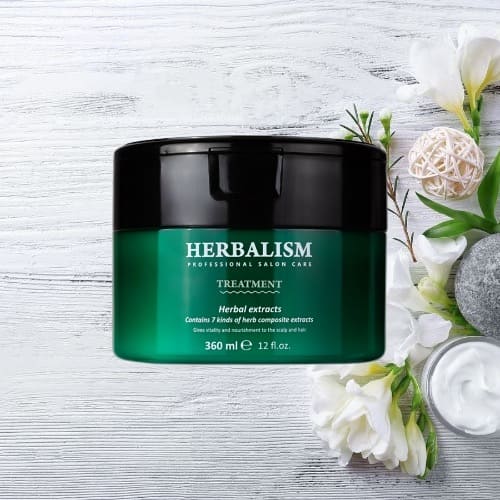 HERBALISM
PROFESSIONAL SALON CARE
TREATMENT
Herbal extracts
Contains 7 kinds of herb composite extracts
Gives vitality and nourishment to the scalp and hair
360 ml ℮ 12 fl.oz.